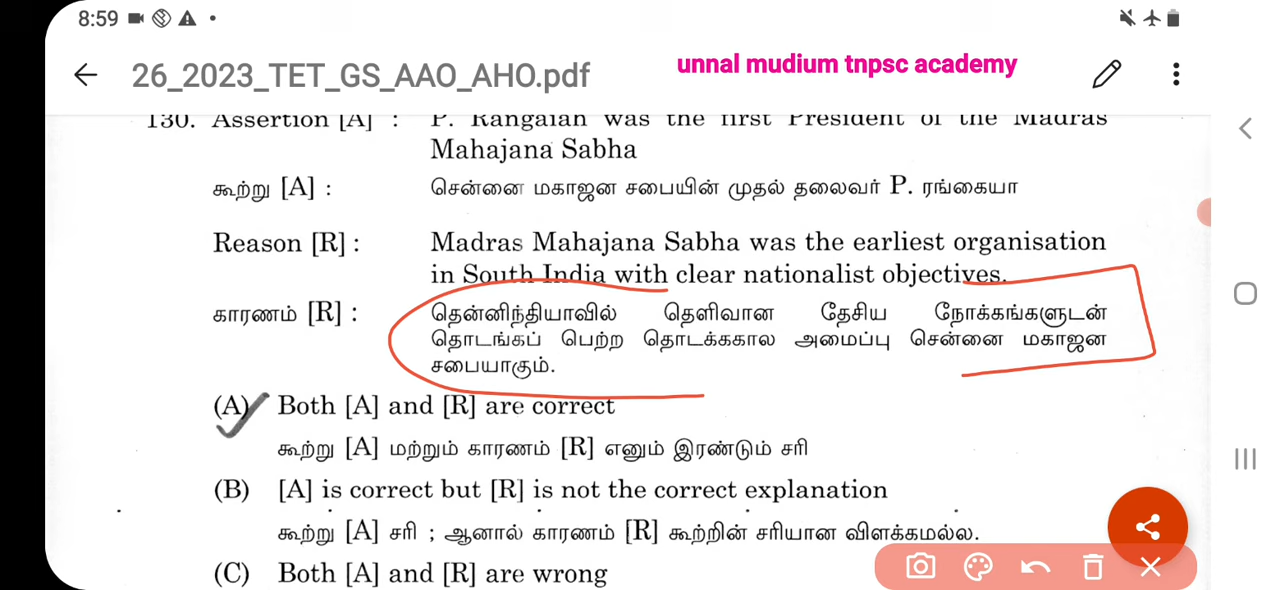 8:59
26_2023_TET_GS_AAO_AHO.pdf
unnal mudium tnpsc academy
130. Assertion [A] : P. Rangaiah was the first President of the Madras
Mahajana Sabha
கூற்று [A] : சென்னை மகாஜன சபையின் முதல் தலைவர் P. ரங்கையா
Reason [R] : Madras Mahajana Sabha was the earliest organisation
in South India with clear nationalist objectives.
காரணம் [R] : தென்னிந்தியாவில் தெளிவான தேசிய நோக்கங்களுடன்
தொடங்கப் பெற்ற தொடக்ககால அமைப்பு சென்னை மகாஜன
சபையாகும்.
(A) Both [A] and [R] are correct
கூற்று [A] மற்றும் காரணம் [R] எனும் இரண்டும் சரி
(B) [A] is correct but [R] is not the correct explanation
கூற்று [A] சரி ; ஆனால் காரணம் [R] கூற்றின் சரியான விளக்கமல்ல.
(C) Both [A] and [R] are wrong